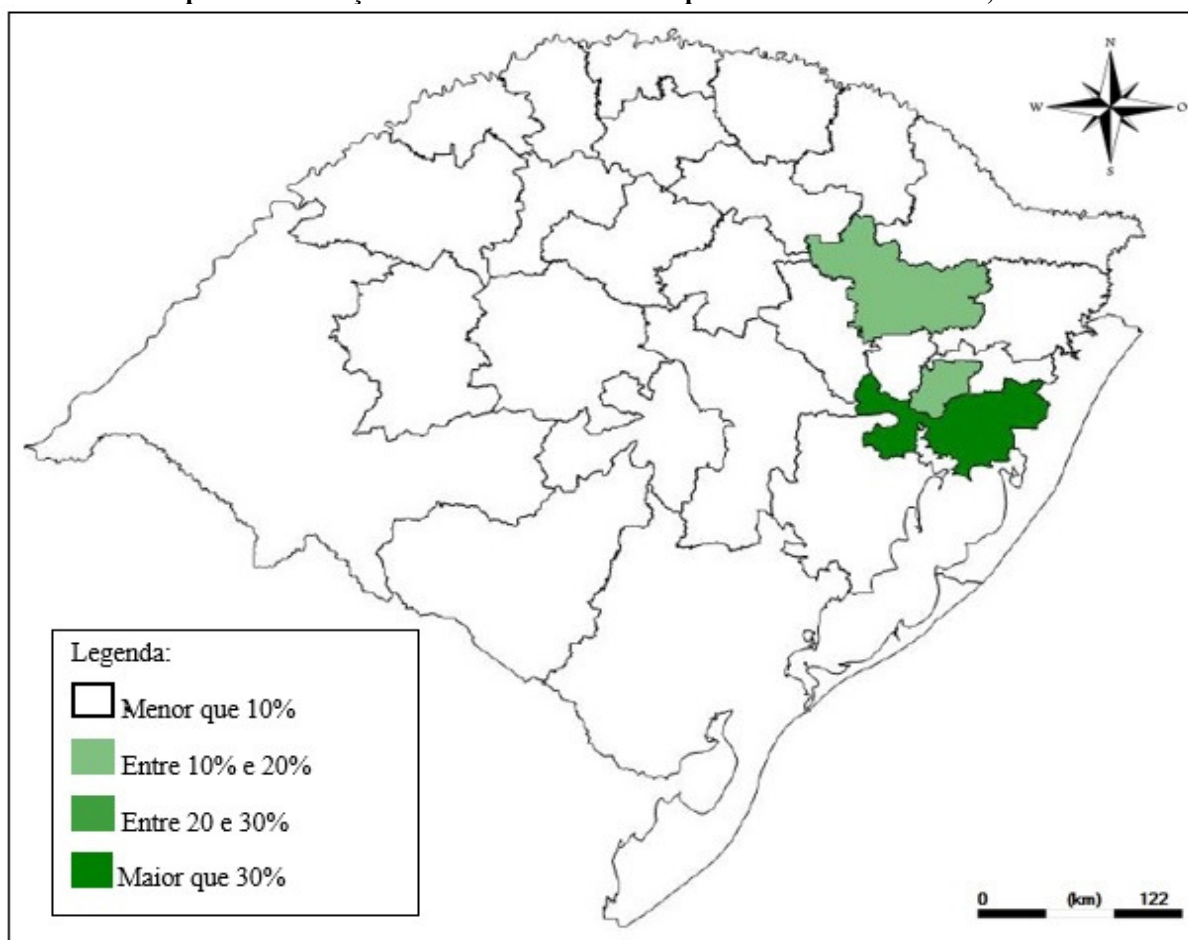 N
W O
S
Legenda:
Menor que 10%
Entre 10% e 20%
Entre 20 e 30%
Maior que 30%
0 (km) 122